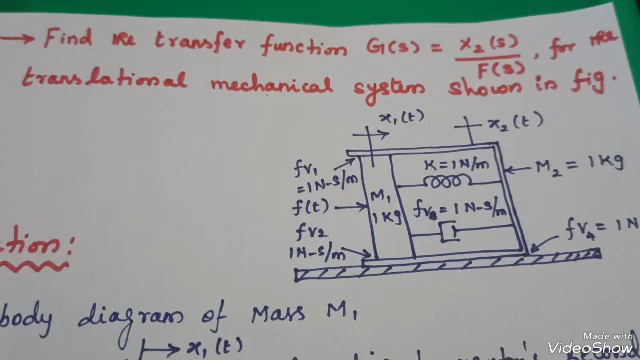 → Find the transfer function G(s) = X₂(s)/F(s), for the
translational mechanical system shown in fig.
x₁(t)
x₂(t)
fv₁
= 1N-s/m
K = 1N/m
M₂ = 1Kg
f(t)
M₁
1Kg
fv₃ = 1N-s/m
fv₂
1N-s/m
fv₄ = 1N
ction:
body diagram of Mass M₁
x₁(t)
Made with
VideoShow